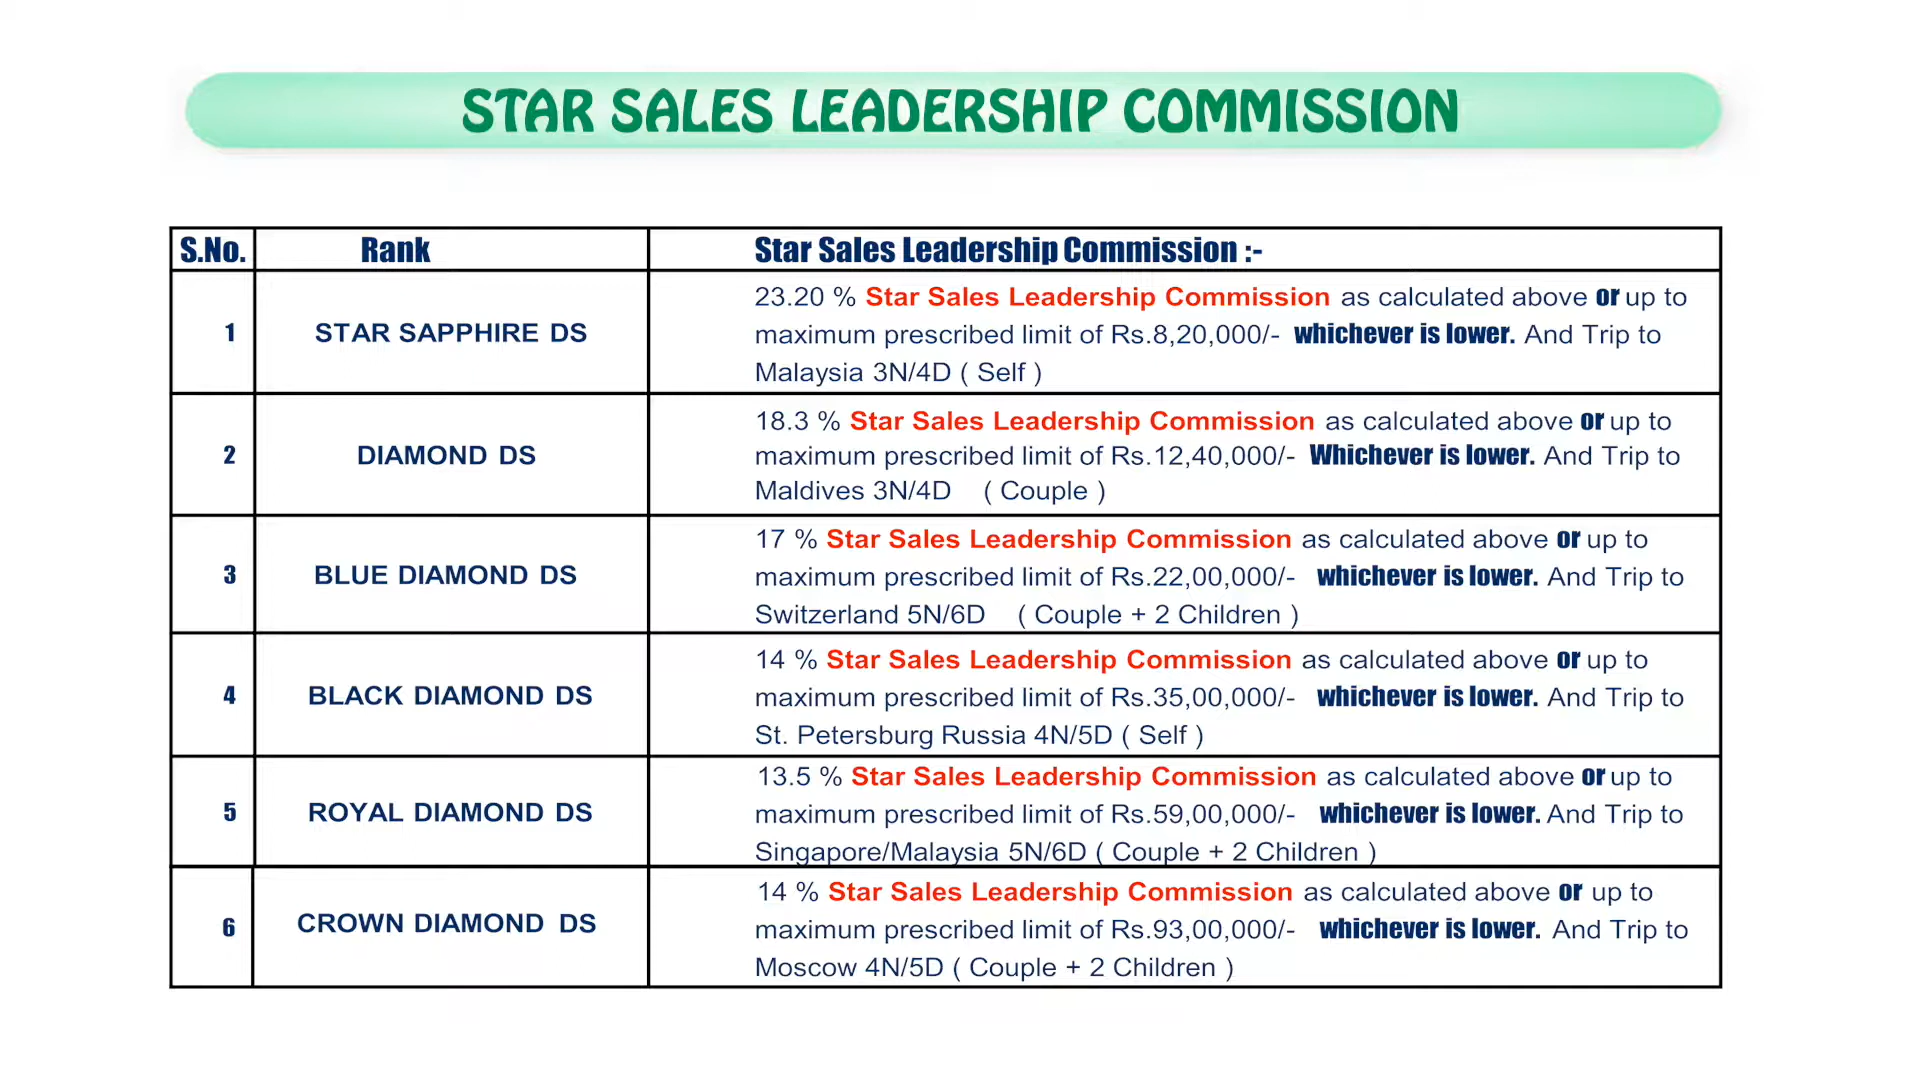 STAR SALES LEADERSHIP COMMISSION
S.No. Rank Star Sales Leadership Commission :-
1 STAR SAPPHIRE DS 23.20 % Star Sales Leadership Commission as calculated above or up to
maximum prescribed limit of Rs.8,20,000/- whichever is lower. And Trip to
Malaysia 3N/4D ( Self )
2 DIAMOND DS 18.3 % Star Sales Leadership Commission as calculated above or up to
maximum prescribed limit of Rs.12,40,000/- Whichever is lower. And Trip to
Maldives 3N/4D ( Couple )
3 BLUE DIAMOND DS 17 % Star Sales Leadership Commission as calculated above or up to
maximum prescribed limit of Rs.22,00,000/- whichever is lower. And Trip to
Switzerland 5N/6D ( Couple + 2 Children )
4 BLACK DIAMOND DS 14 % Star Sales Leadership Commission as calculated above or up to
maximum prescribed limit of Rs.35,00,000/- whichever is lower. And Trip to
St. Petersburg Russia 4N/5D ( Self )
5 ROYAL DIAMOND DS 13.5 % Star Sales Leadership Commission as calculated above or up to
maximum prescribed limit of Rs.59,00,000/- whichever is lower. And Trip to
Singapore/Malaysia 5N/6D ( Couple + 2 Children )
6 CROWN DIAMOND DS 14 % Star Sales Leadership Commission as calculated above or up to
maximum prescribed limit of Rs.93,00,000/- whichever is lower. And Trip to
Moscow 4N/5D ( Couple + 2 Children )